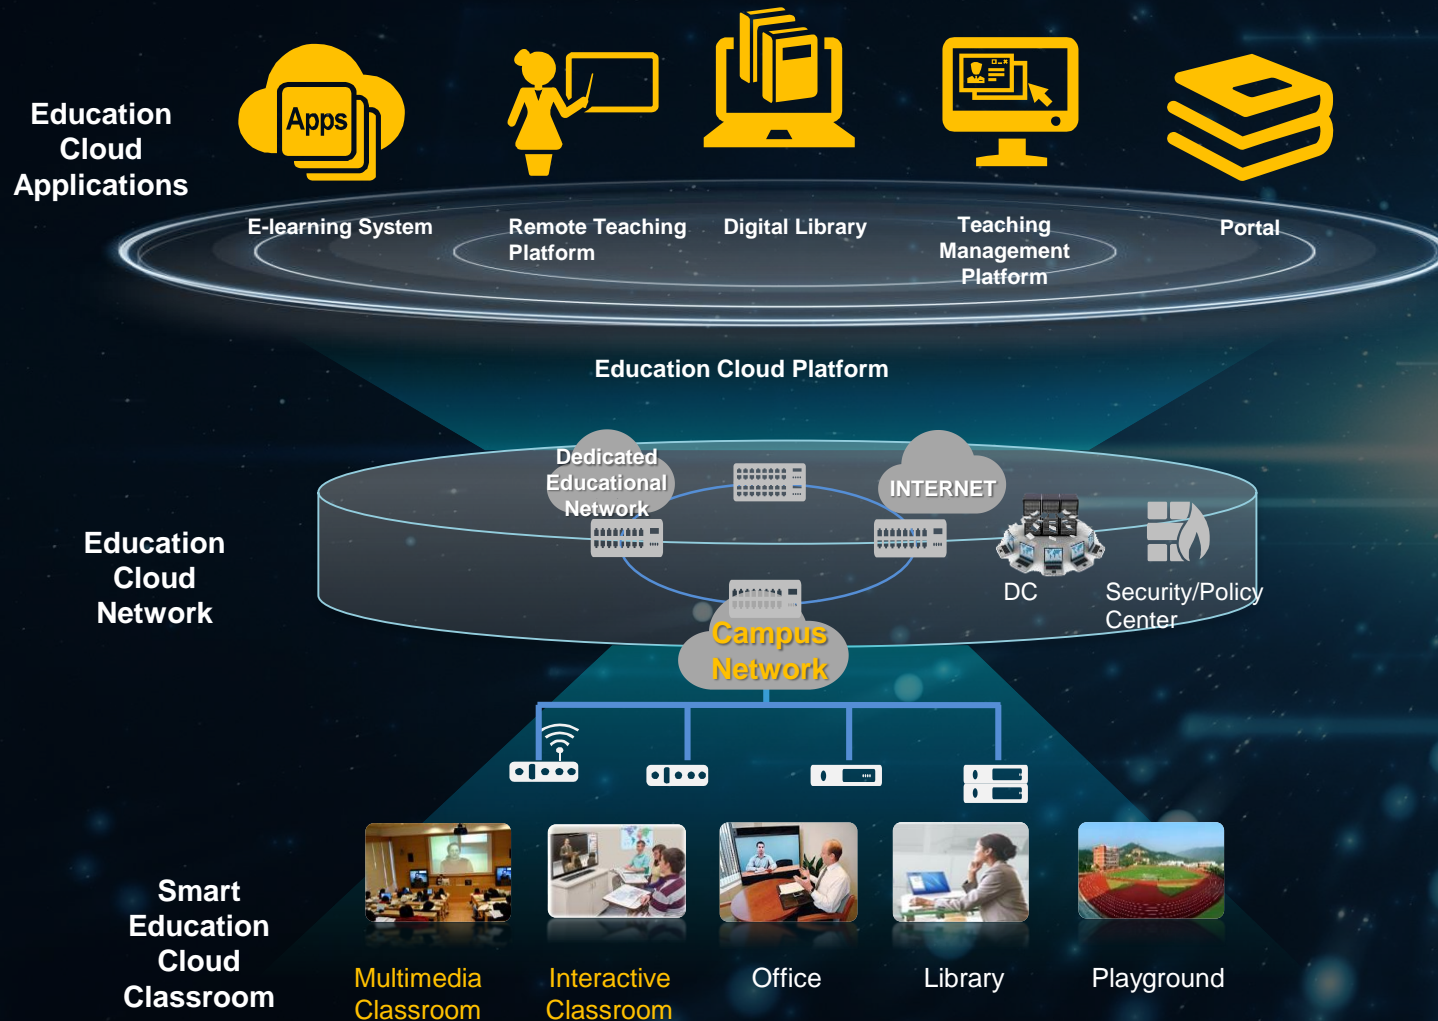 Apps
Education
Cloud
Applications
E-learning System
Remote Teaching
Platform
Digital Library
Teaching
Management
Platform
Portal
Education Cloud Platform
Dedicated
Educational
Network
INTERNET
Education
Cloud
Network
DC
Security/Policy
Center
Campus
Network
Smart
Education
Cloud
Classroom
Multimedia
Classroom
Interactive
Classroom
Office
Library
Playground